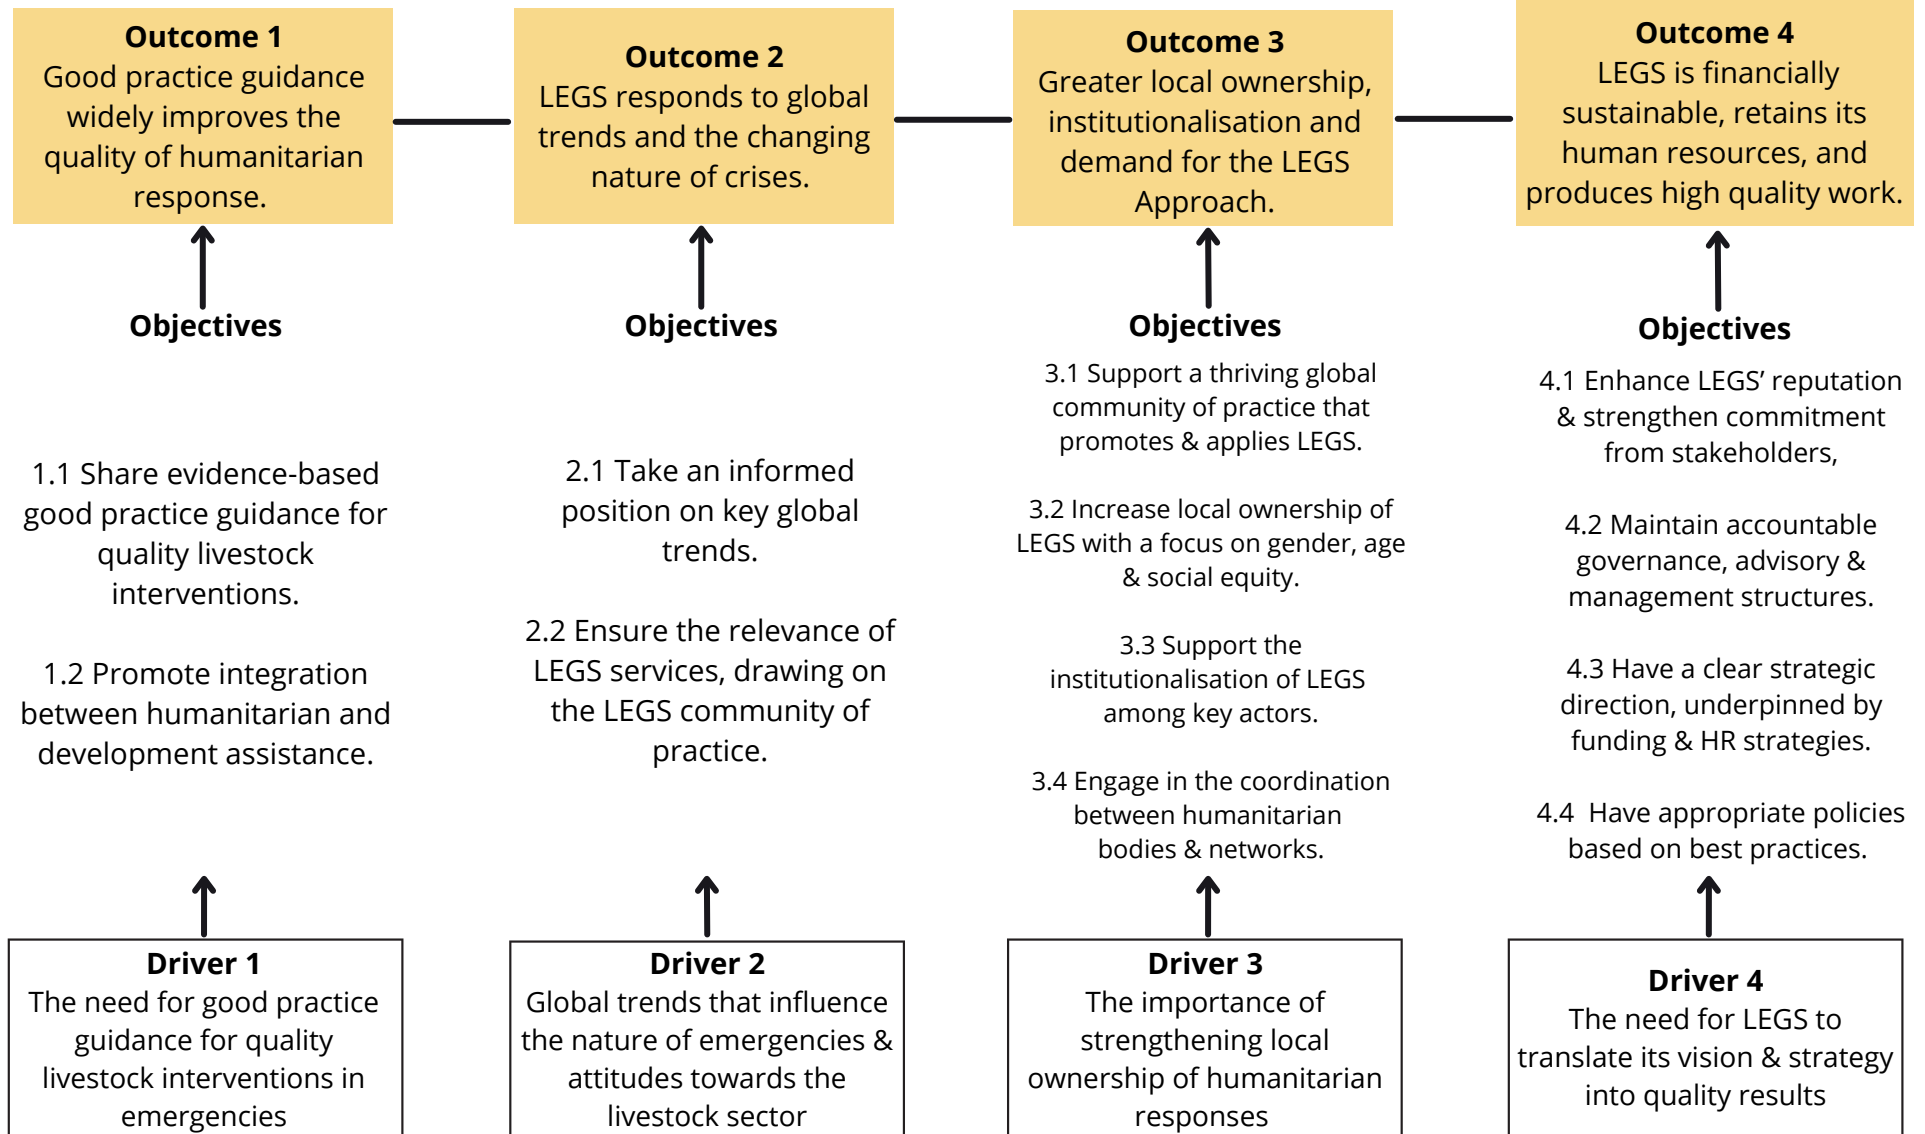 Outcome 1
Good practice guidance
widely improves the
quality of humanitarian
response.
Outcome 2
LEGS responds to global
trends and the changing
nature of crises.
Outcome 3
Greater local ownership,
institutionalisation and
demand for the LEGS
Approach.
Outcome 4
LEGS is financially
sustainable, retains its
human resources, and
produces high quality work.
Objectives
1.1 Share evidence-based
good practice guidance for
quality livestock
interventions.
1.2 Promote integration
between humanitarian and
development assistance.
Objectives
2.1 Take an informed
position on key global
trends.
2.2 Ensure the relevance of
LEGS services, drawing on
the LEGS community of
practice.
Objectives
3.1 Support a thriving global
community of practice that
promotes & applies LEGS.
3.2 Increase local ownership of
LEGS with a focus on gender, age
& social equity.
3.3 Support the
institutionalisation of LEGS
among key actors.
3.4 Engage in the coordination
between humanitarian
bodies & networks.
Objectives
4.1 Enhance LEGS’ reputation
& strengthen commitment
from stakeholders,
4.2 Maintain accountable
governance, advisory &
management structures.
4.3 Have a clear strategic
direction, underpinned by
funding & HR strategies.
4.4  Have appropriate policies
based on best practices.
Driver 1
The need for good practice
guidance for quality
livestock interventions in
emergencies
Driver 2
Global trends that influence
the nature of emergencies &
attitudes towards the
livestock sector
Driver 3
The importance of
strengthening local
ownership of humanitarian
responses
Driver 4
The need for LEGS to
translate its vision & strategy
into quality results